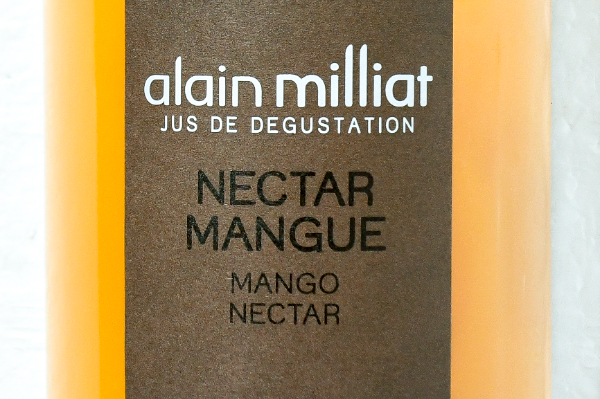 alain milliat
JUS DE DEGUSTATION
NECTAR
MANGUE
MANGO
NECTAR